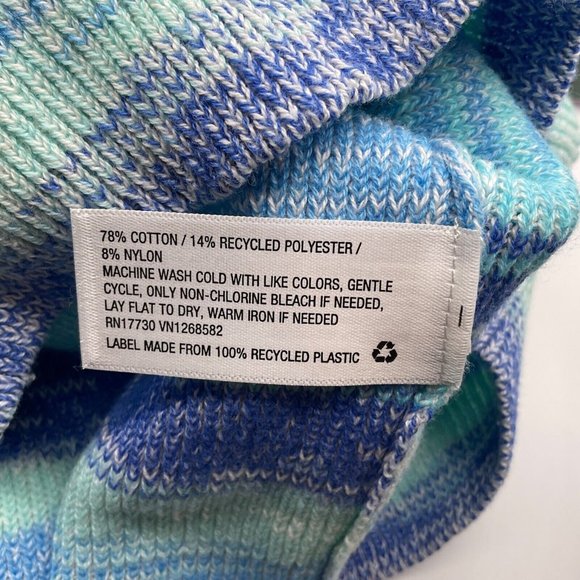 78% COTTON / 14% RECYCLED POLYESTER /
8% NYLON
MACHINE WASH COLD WITH LIKE COLORS, GENTLE
CYCLE, ONLY NON-CHLORINE BLEACH IF NEEDED,
LAY FLAT TO DRY, WARM IRON IF NEEDED
RN17730 VN1268582
LABEL MADE FROM 100% RECYCLED PLASTIC